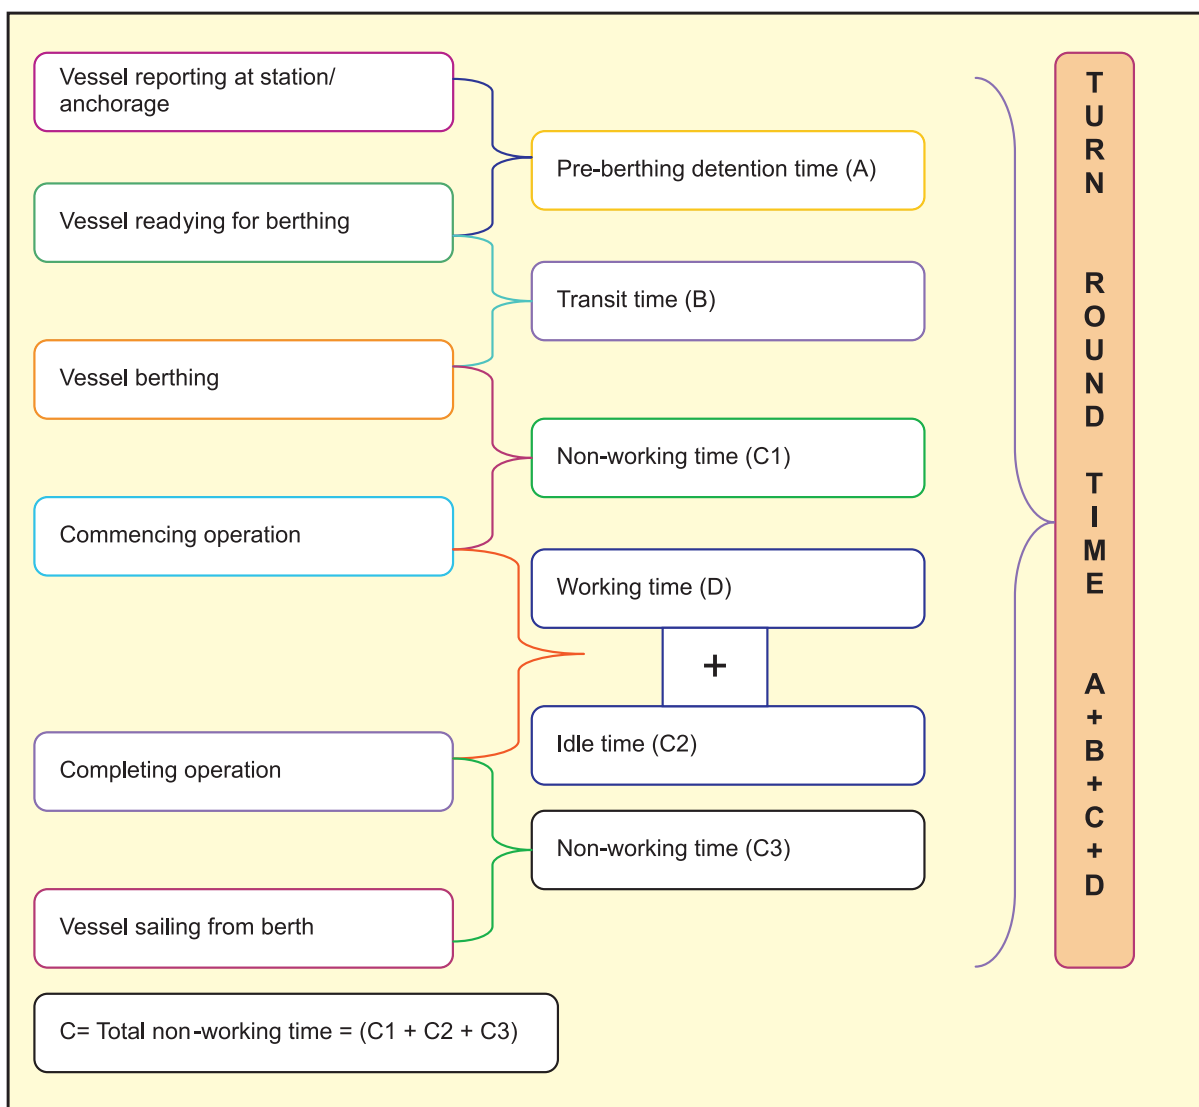 Vessel reporting at station/
anchorage
Pre-berthing detention time (A)
Vessel readying for berthing
Transit time (B)
Vessel berthing
Non-working time (C1)
Commencing operation
Working time (D)
+
Idle time (C2)
Completing operation
Non-working time (C3)
Vessel sailing from berth
C= Total non-working time = (C1 + C2 + C3)
TURN ROUND TIME A+B+C+D